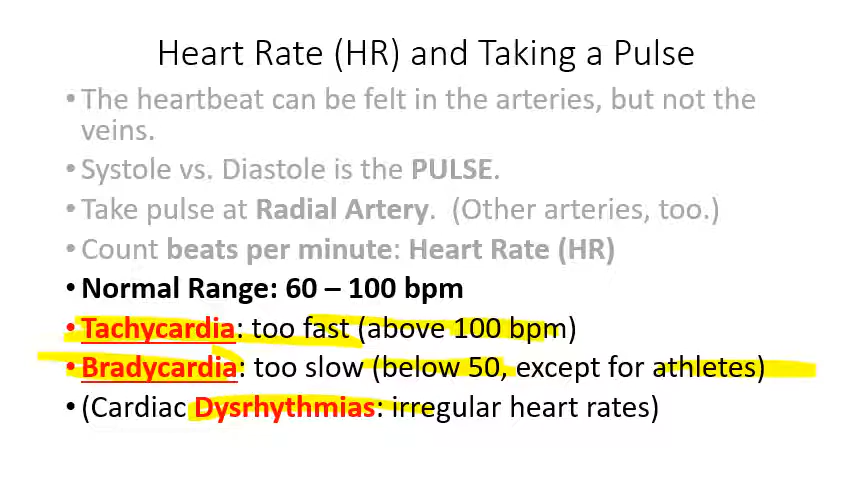 Heart Rate (HR) and Taking a Pulse
• The heartbeat can be felt in the arteries, but not the
veins.
• Systole vs. Diastole is the PULSE.
• Take pulse at Radial Artery.  (Other arteries, too.)
• Count beats per minute: Heart Rate (HR)
• Normal Range: 60 – 100 bpm
• Tachycardia: too fast (above 100 bpm)
• Bradycardia: too slow (below 50, except for athletes)
• (Cardiac Dysrhythmias: irregular heart rates)